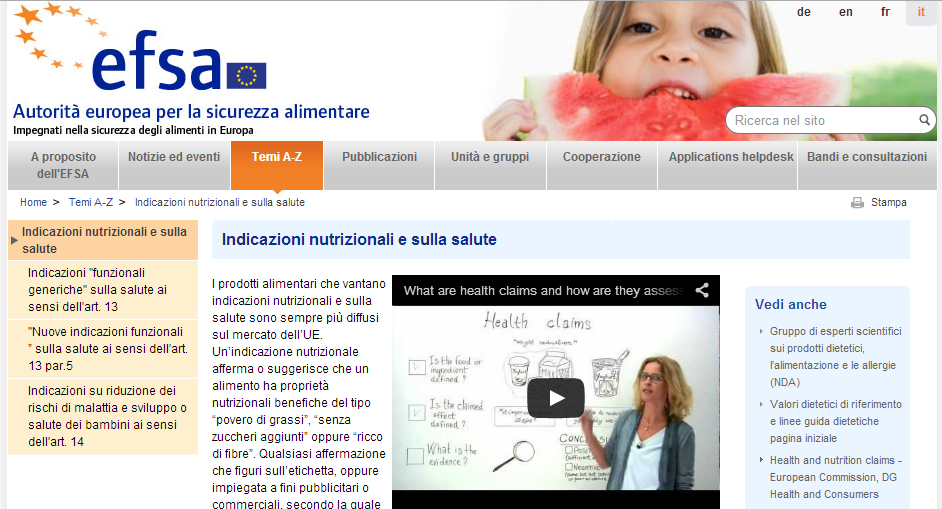 de en fr it
efsa
Autorità europea per la sicurezza alimentare
Impegnati nella sicurezza degli alimenti in Europa
Ricerca nel sito
A proposito dell'EFSA
Notizie ed eventi
Temi A-Z
Pubblicazioni
Unità e gruppi
Cooperazione
Applications helpdesk
Bandi e consultazioni
Home > Temi A-Z > Indicazioni nutrizionali e sulla salute
Stampa
Indicazioni nutrizionali e sulla
salute
Indicazioni "funzionali
generiche" sulla salute ai
sensi dell'art. 13
"Nuove indicazioni funzionali
" sulla salute ai sensi dell'art.
13 par.5
Indicazioni su riduzione dei
rischi di malattia e sviluppo o
salute dei bambini ai sensi
dell'art. 14
Indicazioni nutrizionali e sulla salute
I prodotti alimentari che vantano
indicazioni nutrizionali e sulla
salute sono sempre più diffusi
sul mercato dell'UE.
Un'indicazione nutrizionale
afferma o suggerisce che un
alimento ha proprietà
nutrizionali benefiche del tipo
"povero di grassi", "senza
zuccheri aggiunti" oppure "ricco
di fibre". Qualsiasi affermazione
che figuri sull'etichetta, oppure
impiegata a fini pubblicitari o
commerciali, secondo la quale
What are health claims and how are they asses
Health claims
Is the food or
ingredient
defined?
Is the claimed
effect
defined?
What is
the evidence?
Vedi anche
Gruppo di esperti scientifici
sui prodotti dietetici,
l'alimentazione e le allergie
(NDA)
Valori dietetici di riferimento
e linee guida dietetiche
pagina iniziale
Health and nutrition claims -
European Commission, DG
Health and Consumers